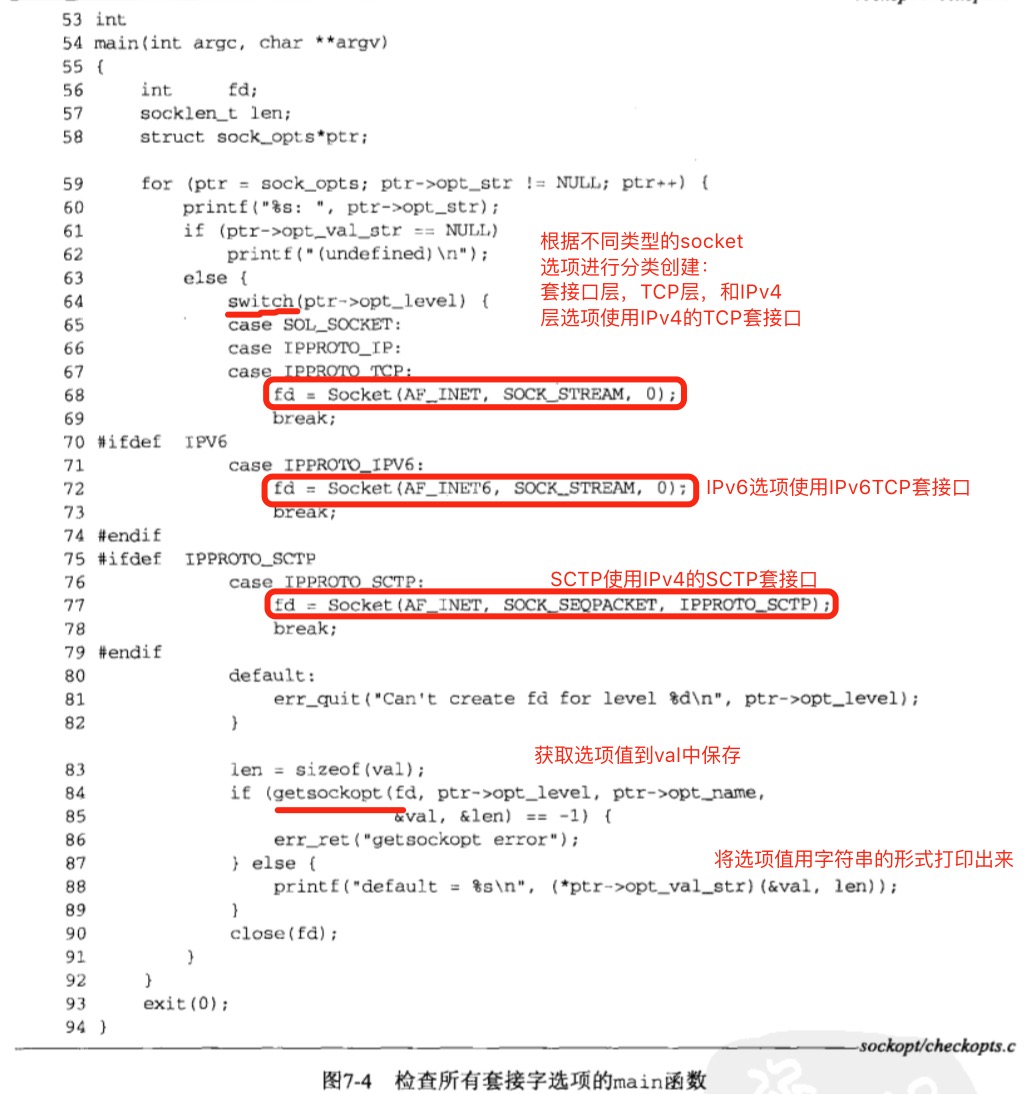 53 int
54 main(int argc, char **argv)
55 {
56     int      fd;
57     socklen_t len;
58     struct sock_opts*ptr;
59     for (ptr = sock_opts; ptr->opt_str != NULL; ptr++) {
60         printf("%s: ", ptr->opt_str);
61         if (ptr->opt_val_str == NULL)
62             printf("(undefined)\n");
63         else {
64             switch(ptr->opt_level) {
65             case SOL_SOCKET:
66             case IPPROTO_IP:
67             case IPPROTO_TCP:
68                 fd = Socket(AF_INET, SOCK_STREAM, 0);
69                 break;
根据不同类型的socket
选项进行分类创建：
套接口层，TCP层，和IPv4
层选项使用IPv4的TCP套接口
70 #ifdef  IPV6
71             case IPPROTO_IPV6:
72                 fd = Socket(AF_INET6, SOCK_STREAM, 0);
IPv6选项使用IPv6TCP套接口
73                 break;
74 #endif
75 #ifdef  IPPROTO_SCTP
76             case IPPROTO_SCTP:
SCTP使用IPv4的SCTP套接口
77                 fd = Socket(AF_INET, SOCK_SEQPACKET, IPPROTO_SCTP);
78                 break;
79 #endif
80             default:
81                 err_quit("Can't create fd for level %d\n", ptr->opt_level);
82             }
获取选项值到val中保存
83             len = sizeof(val);
84             if (getsockopt(fd, ptr->opt_level, ptr->opt_name,
85                            &val, &len) == -1) {
86                 err_ret("getsockopt error");
87             } else {
将选项值用字符串的形式打印出来
88                 printf("default = %s\n", (*ptr->opt_val_str)(&val, len));
89             }
90             close(fd);
91         }
92     }
93     exit(0);
94 }
sockopt/checkopts.c
图7-4 检查所有套接字选项的main函数